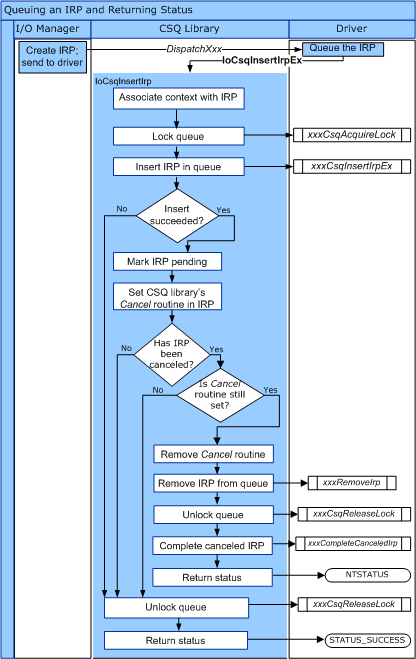 Queuing an IRP and Returning Status
I/O Manager
CSQ Library
Driver
Create IRP;
send to driver
DispatchXxx
Queue the IRP
IoCsqInsertIrpEx
IoCsqInsertIrp
Associate context with IRP
Lock queue
xxxCsqAcquireLock
Insert IRP in queue
xxxCsqInsertIrpEx
No
Insert
succeeded?
Yes
Mark IRP pending
Set CSQ library's
Cancel routine in IRP
No
Has IRP
been
canceled?
Yes
No
Is Cancel
routine still
set?
Yes
Remove Cancel routine
Remove IRP from queue
xxxRemoveIrp
Unlock queue
xxxCsqReleaseLock
Complete canceled IRP
xxxCompleteCanceledIrp
Return status
NTSTATUS
Unlock queue
xxxCsqReleaseLock
Return status
STATUS_SUCCESS